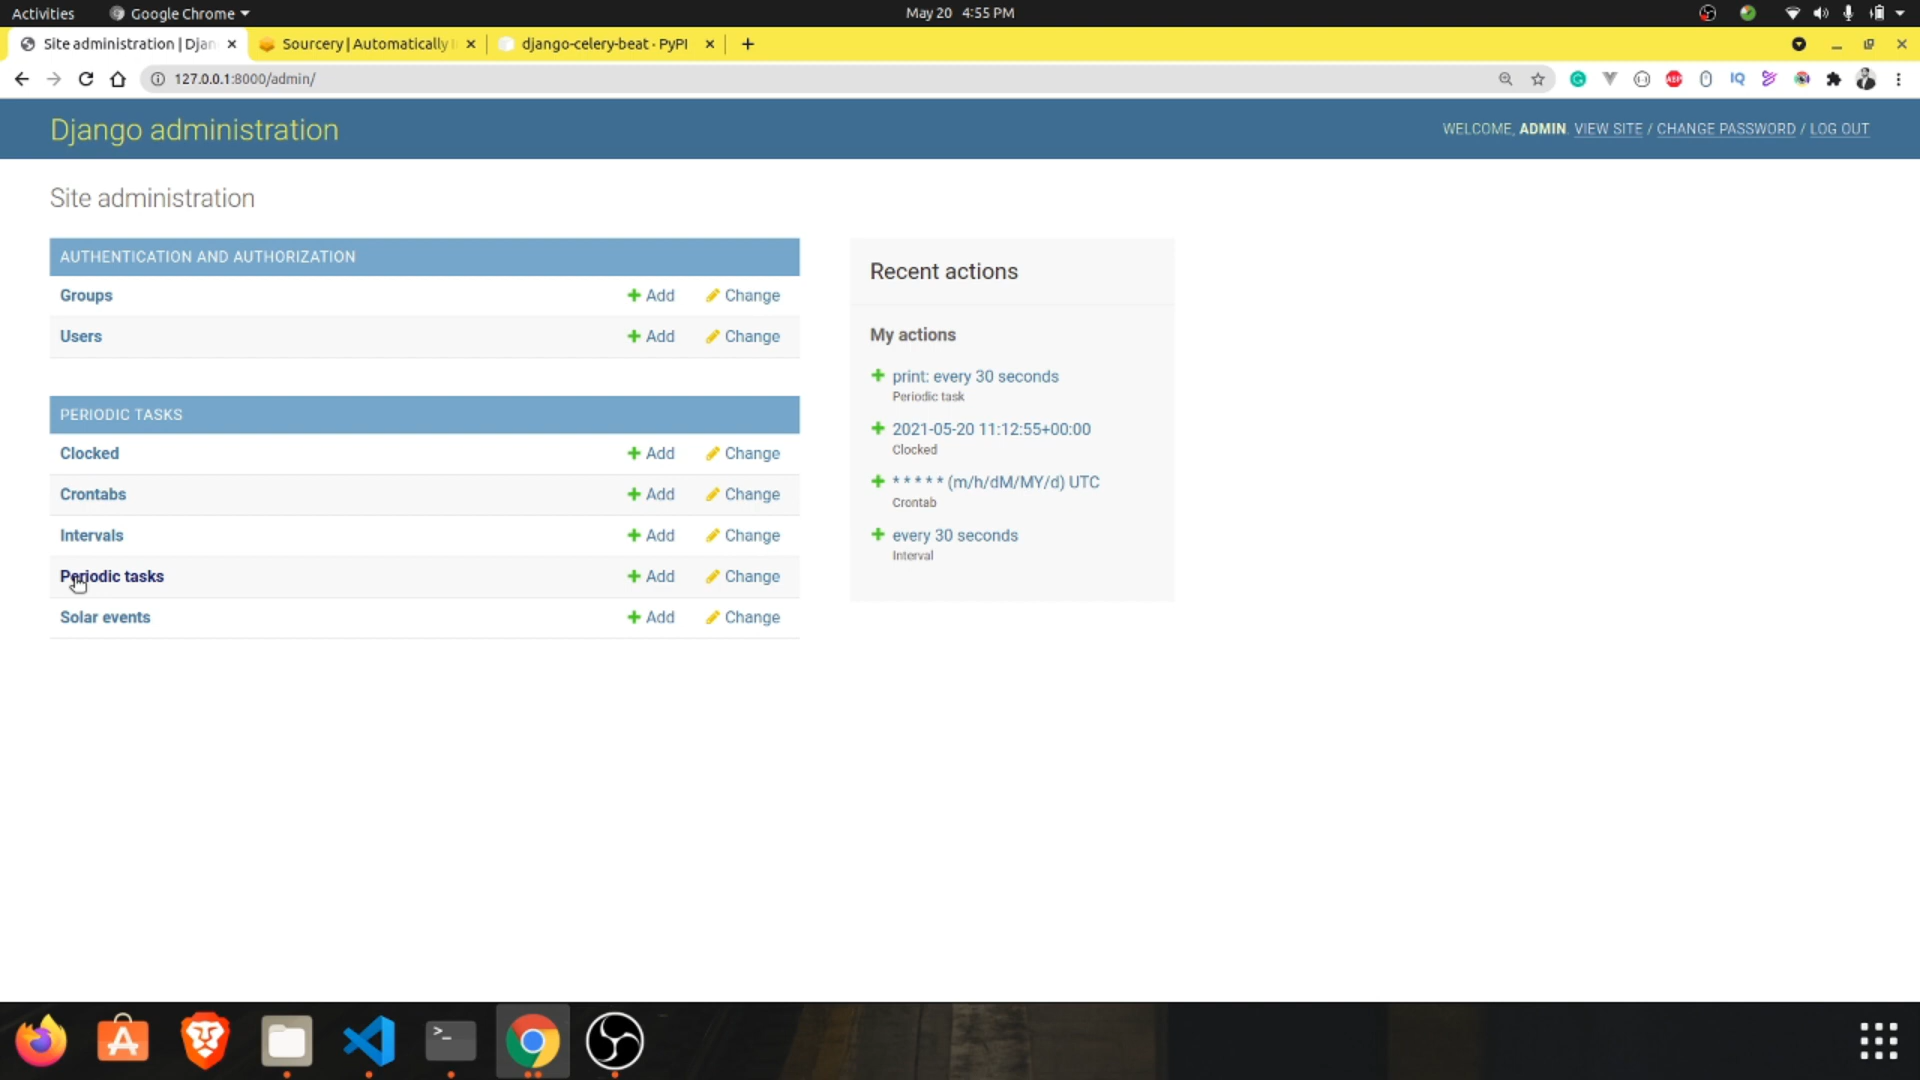 Activities
Google Chrome
May 20 4:55 PM
Site administration | Djan
Sourcery | Automatically
django-celery-beat · PyPI
127.0.0.1:8000/admin/
ABP
IQ
Django administration
WELCOME, ADMIN. VIEW SITE / CHANGE PASSWORD / LOG OUT
Site administration
AUTHENTICATION AND AUTHORIZATION
Groups Add Change
Users Add Change
PERIODIC TASKS
Clocked Add Change
Crontabs Add Change
Intervals Add Change
Periodic tasks Add Change
Solar events Add Change
Recent actions
My actions
print: every 30 seconds
Periodic task
2021-05-20 11:12:55+00:00
Clocked
* * * * * (m/h/dM/MY/d) UTC
Crontab
every 30 seconds
Interval